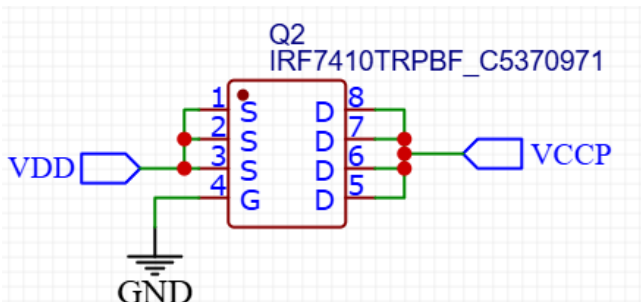 Q2
IRF7410TRPBF_C5370971
1 S D 8
2 S D 7
VDD 3 S D 6 VCCP
4 G D 5
GND